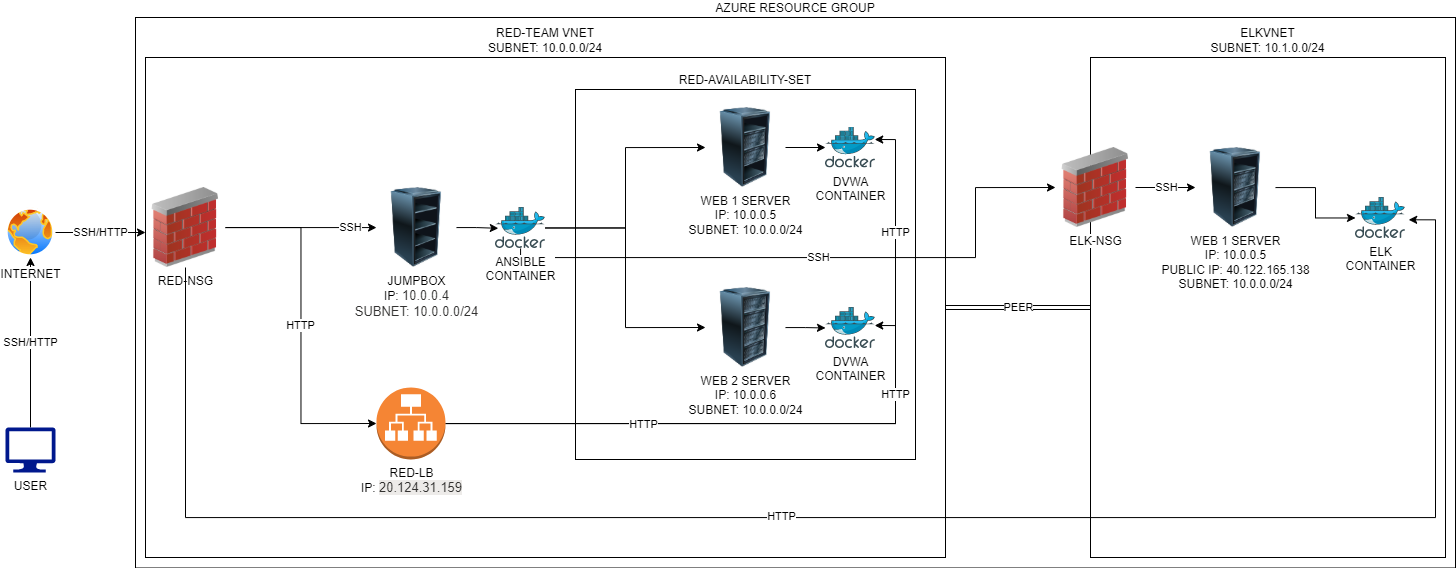 AZURE RESOURCE GROUP
RED-TEAM VNET
SUBNET: 10.0.0.0/24
ELKVNET
SUBNET: 10.1.0.0/24
RED-AVAILABILITY-SET
docker
DVWA
CONTAINER
WEB 1 SERVER
IP: 10.0.0.5
SUBNET: 10.0.0.0/24
HTTP
SSH/HTTP
INTERNET
RED-NSG
SSH
JUMPBOX
IP: 10.0.0.4
SUBNET: 10.0.0.0/24
docker
ANSIBLE
CONTAINER
SSH
ELK-NSG
SSH
WEB 1 SERVER
IP: 10.0.0.5
PUBLIC IP: 40.122.165.138
SUBNET: 10.0.0.0/24
docker
ELK
CONTAINER
PEER
HTTP
SSH/HTTP
docker
DVWA
CONTAINER
WEB 2 SERVER
IP: 10.0.0.6
SUBNET: 10.0.0.0/24
HTTP
HTTP
RED-LB
IP: 20.124.31.159
USER
HTTP